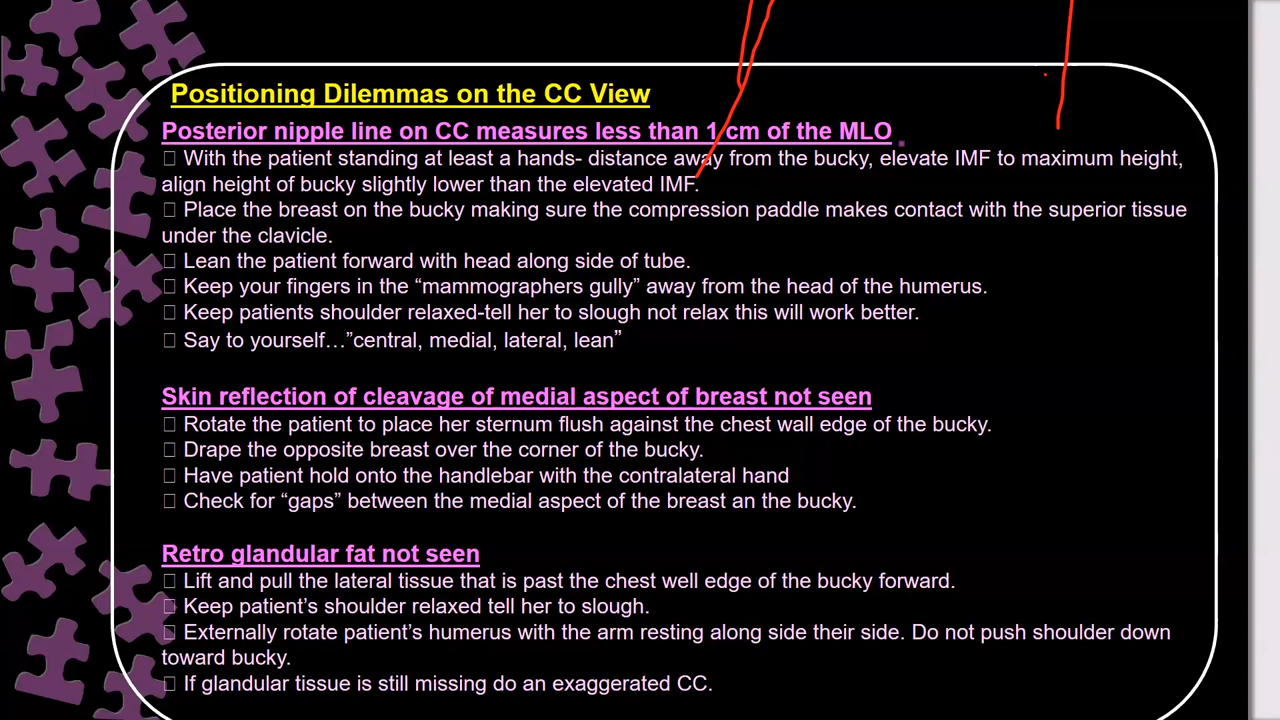 Positioning Dilemmas on the CC View
Posterior nipple line on CC measures less than 1 cm of the MLO
With the patient standing at least a hands- distance away from the bucky, elevate IMF to maximum height,
align height of bucky slightly lower than the elevated IMF.
Place the breast on the bucky making sure the compression paddle makes contact with the superior tissue
under the clavicle.
Lean the patient forward with head along side of tube.
Keep your fingers in the “mammographers gully” away from the head of the humerus.
Keep patients shoulder relaxed-tell her to slough not relax this will work better.
Say to yourself…”central, medial, lateral, lean”
Skin reflection of cleavage of medial aspect of breast not seen
Rotate the patient to place her sternum flush against the chest wall edge of the bucky.
Drape the opposite breast over the corner of the bucky.
Have patient hold onto the handlebar with the contralateral hand
Check for “gaps” between the medial aspect of the breast an the bucky.
Retro glandular fat not seen
Lift and pull the lateral tissue that is past the chest well edge of the bucky forward.
Keep patient’s shoulder relaxed tell her to slough.
Externally rotate patient’s humerus with the arm resting along side their side. Do not push shoulder down
toward bucky.
If glandular tissue is still missing do an exaggerated CC.